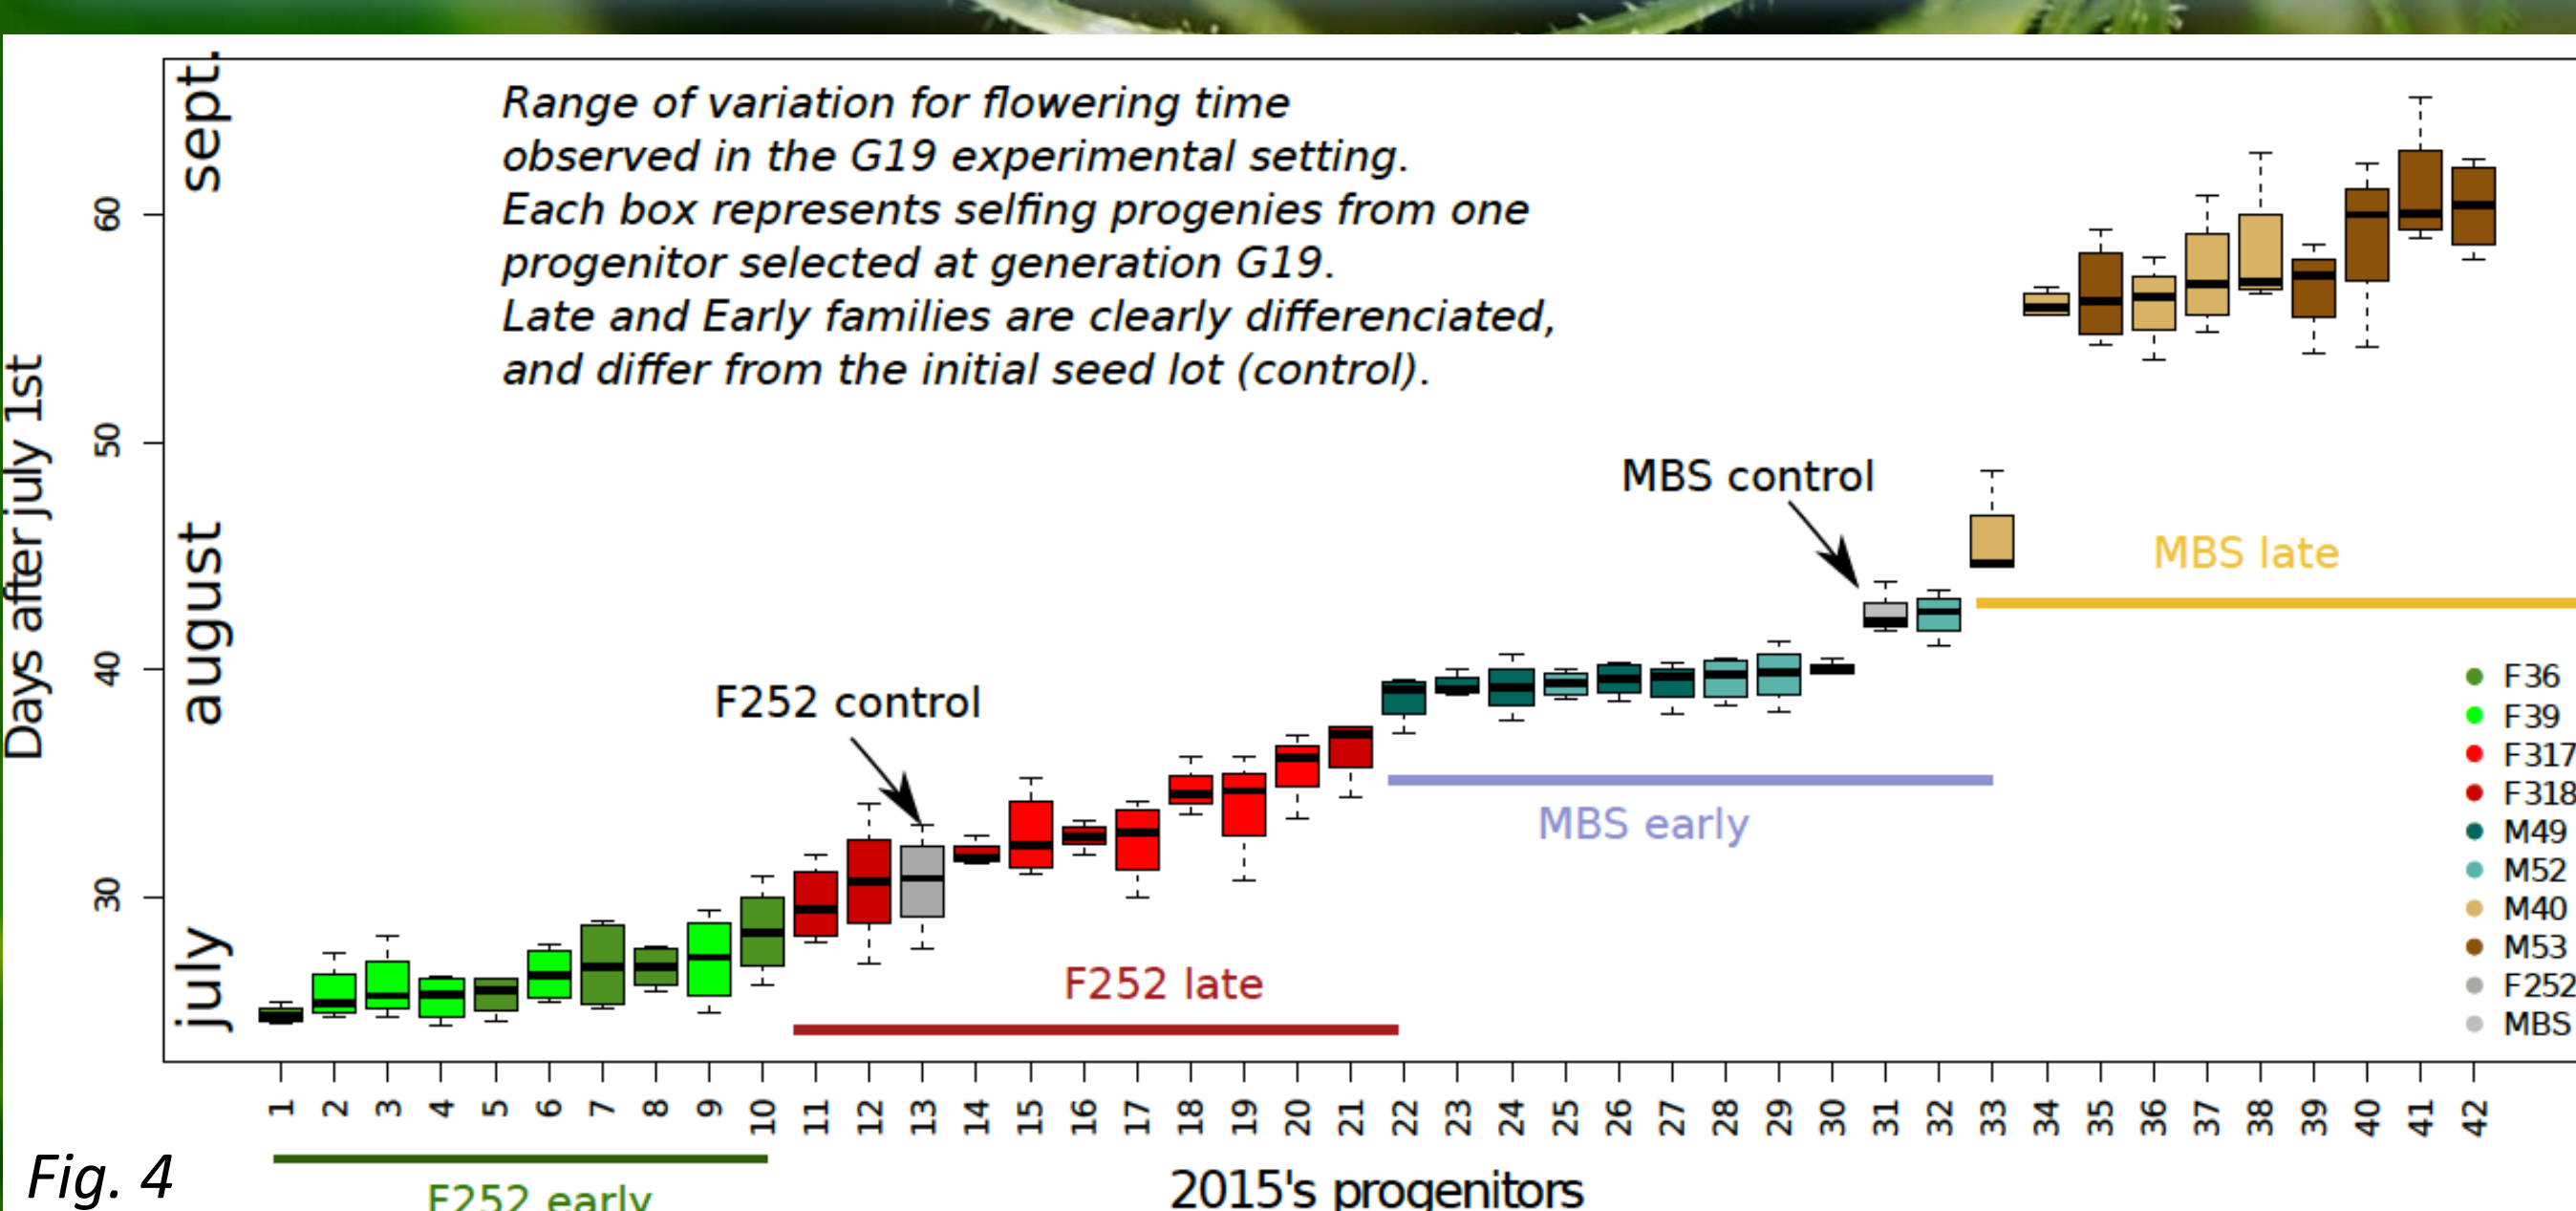 sept.
august
july
Days after july 1st
60
50
40
30
Range of variation for flowering time
observed in the G19 experimental setting.
Each box represents selfing progenies from one
progenitor selected at generation G19.
Late and Early families are clearly differenciated,
and differ from the initial seed lot (control).
MBS control
MBS late
F252 control
MBS early
F252 late
F36
F39
F317
F318
M49
M52
M40
M53
F252
MBS
1 2 3 4 5 6 7 8 9 10 11 12 13 14 15 16 17 18 19 20 21 22 23 24 25 26 27 28 29 30 31 32 33 34 35 36 37 38 39 40 41 42
Fig. 4
F252 early
2015's progenitors